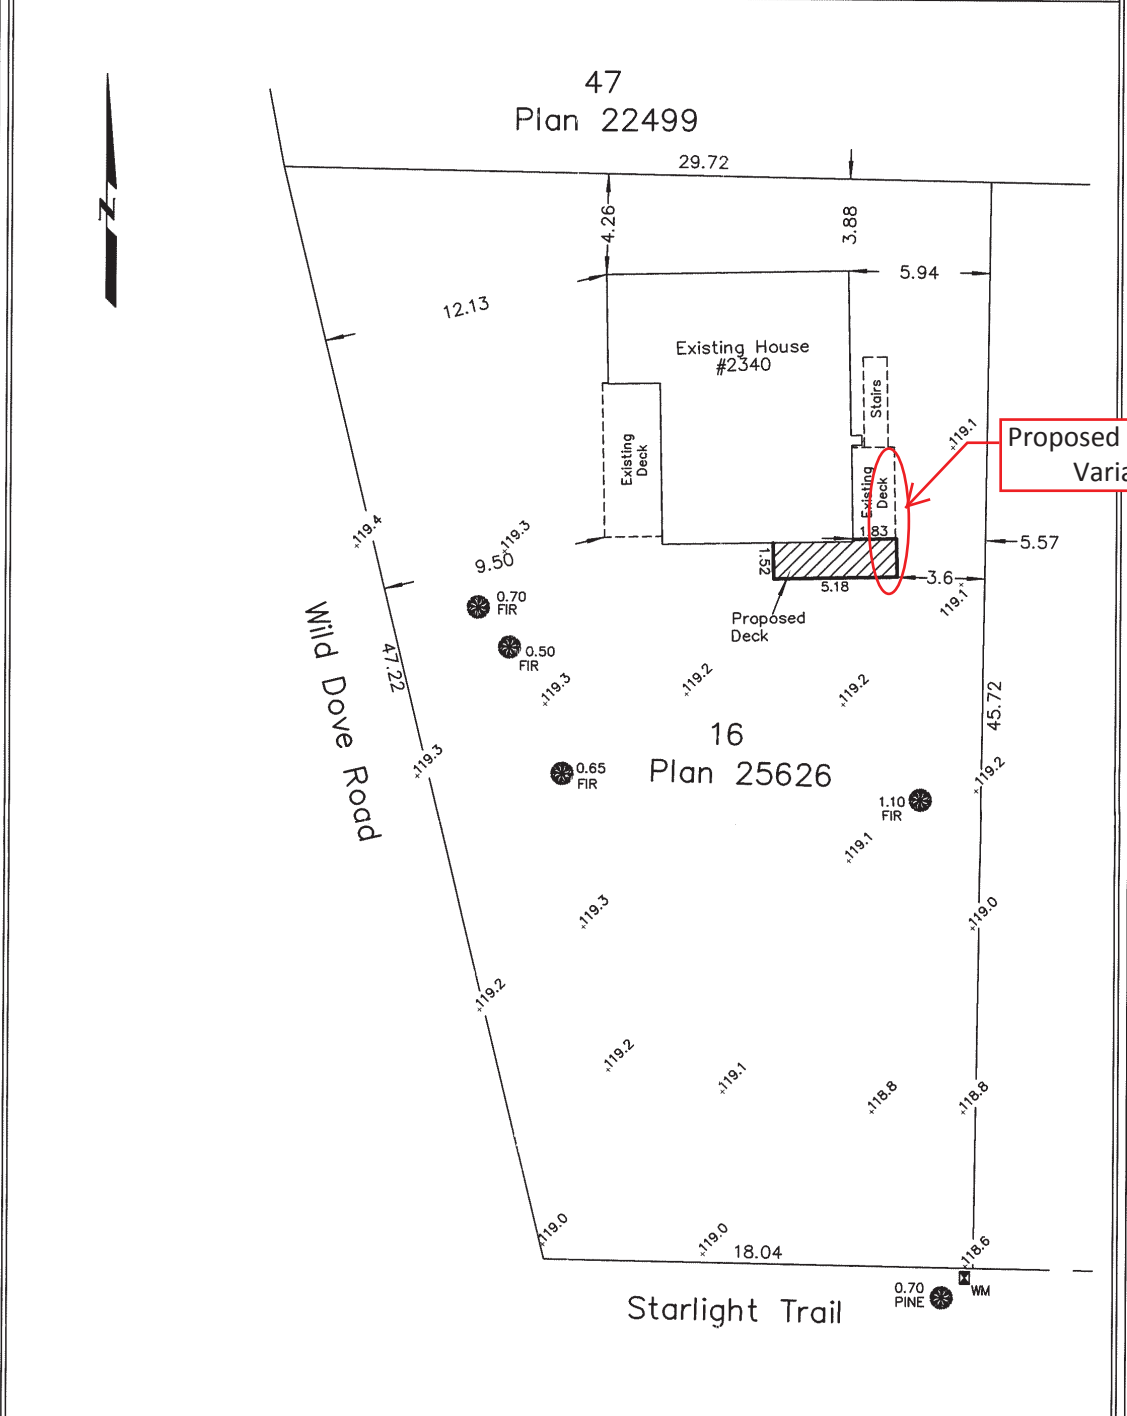 47
Plan 22499
29.72
N
4.26
3.88
5.94
12.13
Existing House
#2340
Stairs
119.1
Proposed
Varia
Existing
Deck
Existing
Deck
119.4
119.3
9.50
1.83
1.52
5.18
5.57
3.6
119.1
0.70
FIR
Proposed
Deck
0.50
FIR
Wild Dove Road
47.22
119.3
119.2
119.2
45.72
16
Plan 25626
119.3
0.65
FIR
119.2
1.10
FIR
119.1
119.3
119.0
119.2
119.2
119.1
118.8
118.8
119.0
119.0
18.04
118.6
WM
0.70
PINE
Starlight Trail